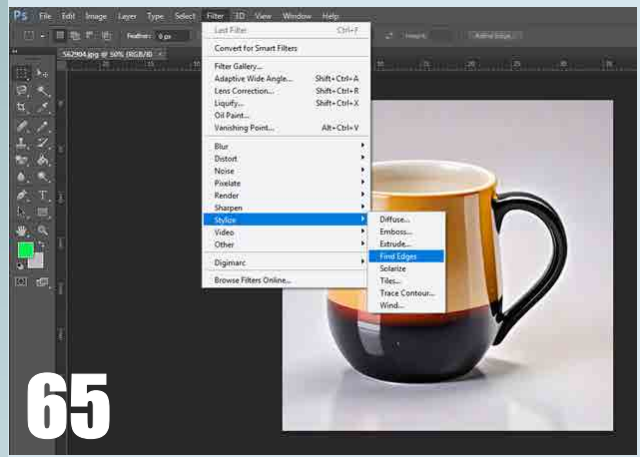 Ps File Edit Image Layer Type Select Filter 3D View Window Help
Feather: 0 px
Refine Edge...
562904.jpg @ 50% (RGB/8)
Last Filter Ctrl+F
Convert for Smart Filters
Filter Gallery...
Adaptive Wide Angle... Shift+Ctrl+A
Lens Correction... Shift+Ctrl+R
Liquify... Shift+Ctrl+X
Oil Paint...
Vanishing Point... Alt+Ctrl+V
Blur
Distort
Noise
Pixelate
Render
Sharpen
Stylize
Video
Other
Digimarc
Browse Filters Online...
Diffuse...
Emboss...
Extrude...
Find Edges
Solarize
Tiles...
Trace Contour...
Wind...
65